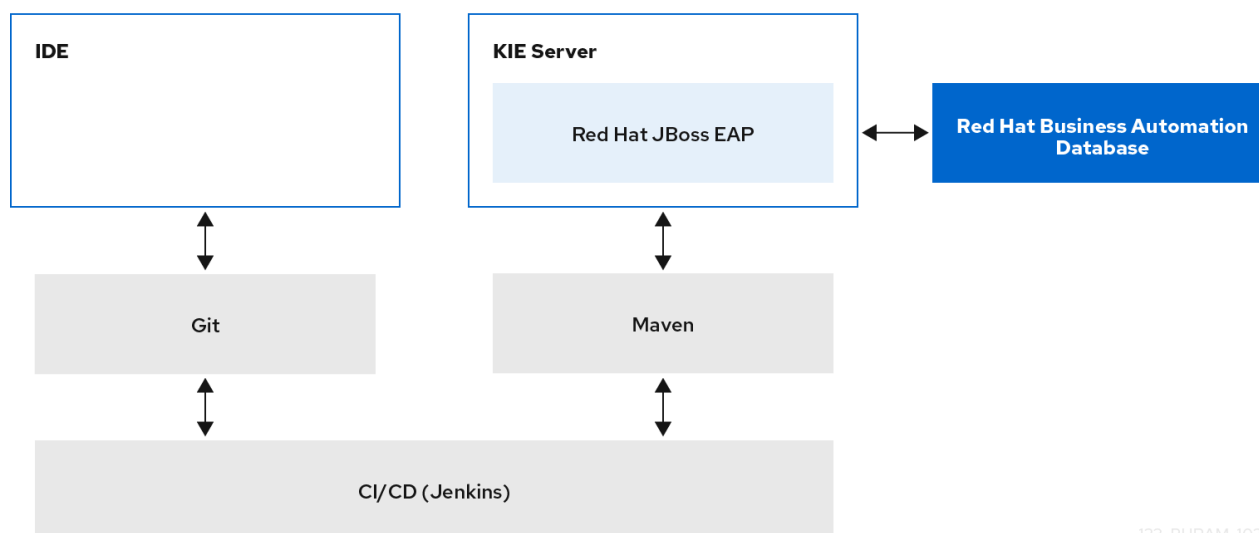 IDE
KIE Server
Red Hat JBoss EAP
Red Hat Business Automation
Database
Git
Maven
CI/CD (Jenkins)